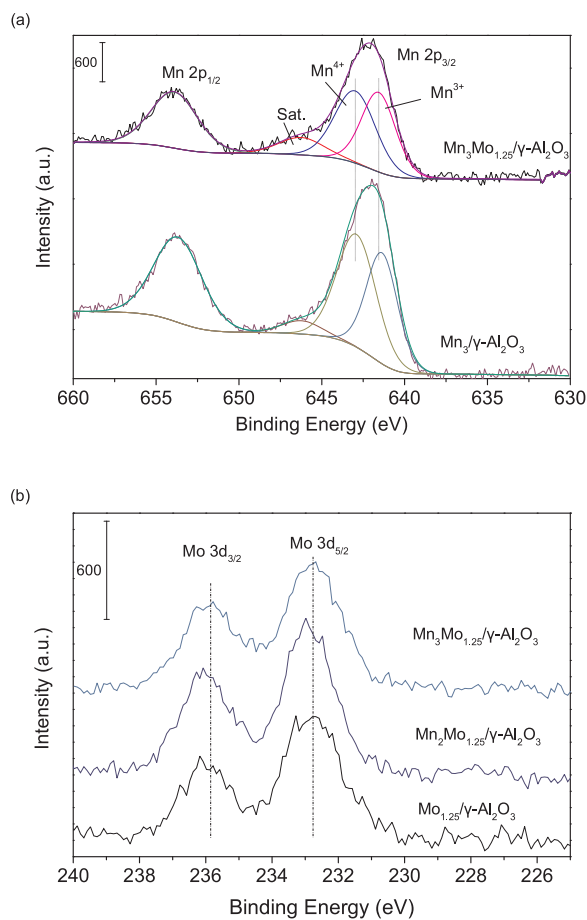 (a)
600
Mn 2p1/2
Mn 2p3/2
Mn4+
Mn3+
Sat.
Mn3Mo1.25/γ-Al2O3
Mn3/γ-Al2O3
Intensity (a.u.)
660 655 650 645 640 635 630
Binding Energy (eV)
(b)
600
Mo 3d3/2
Mo 3d5/2
Mn3Mo1.25/γ-Al2O3
Mn2Mo1.25/γ-Al2O3
Mo1.25/γ-Al2O3
Intensity (a.u.)
240 238 236 234 232 230 228 226
Binding Energy (eV)